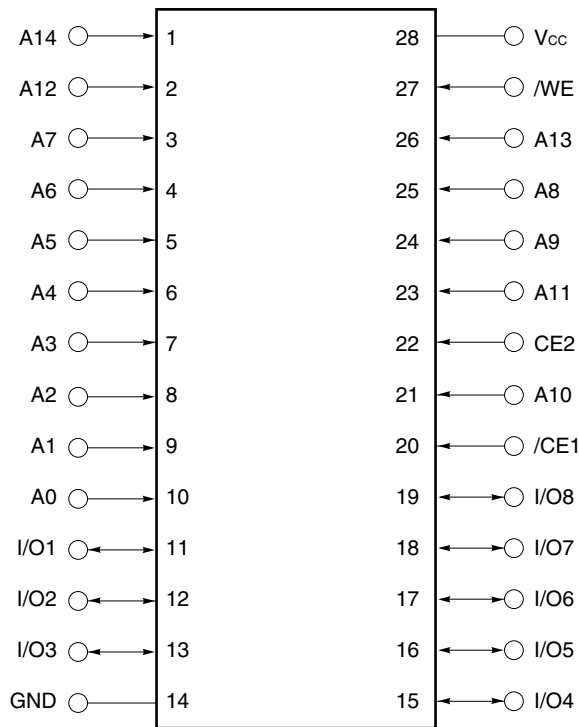 A14 1 28 Vcc
A12 2 27 /WE
A7 3 26 A13
A6 4 25 A8
A5 5 24 A9
A4 6 23 A11
A3 7 22 CE2
A2 8 21 A10
A1 9 20 /CE1
A0 10 19 I/O8
I/O1 11 18 I/O7
I/O2 12 17 I/O6
I/O3 13 16 I/O5
GND 14 15 I/O4